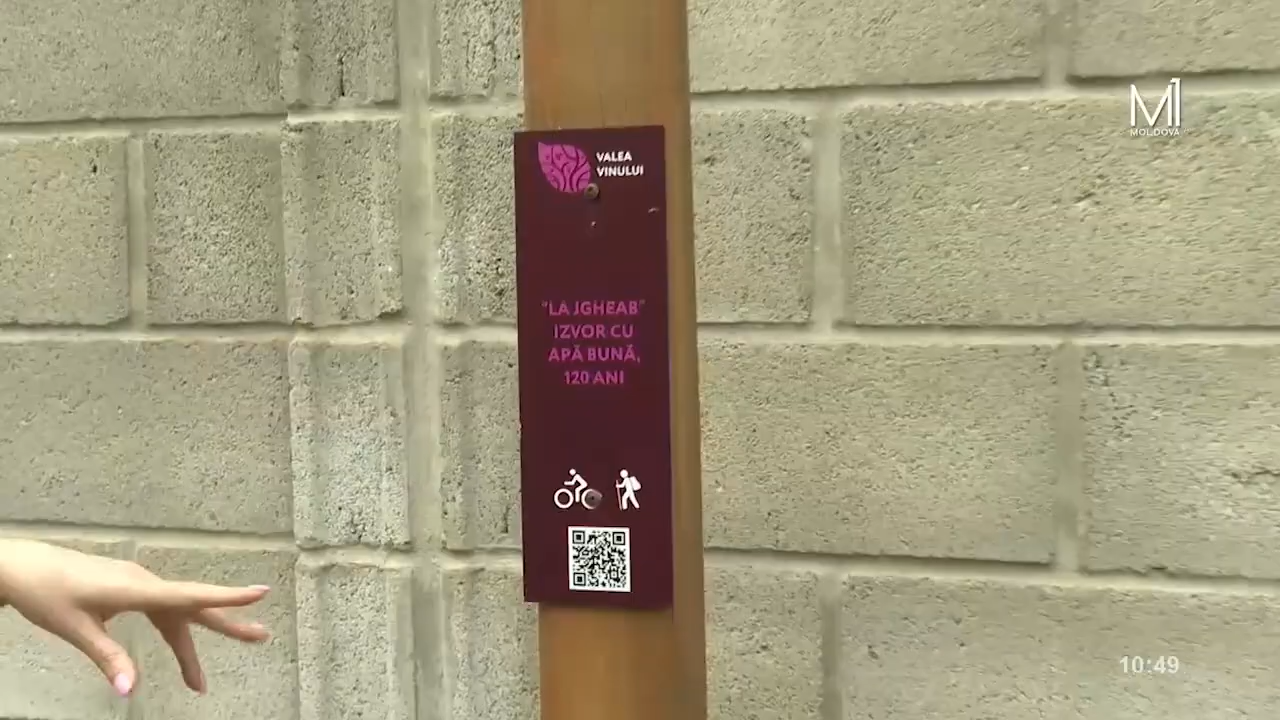 VALEA
VINULUI
M1
MOLDOVA
"LA JGHEAB"
IZVOR CU
APĂ BUNĂ,
120 ANI
10:49